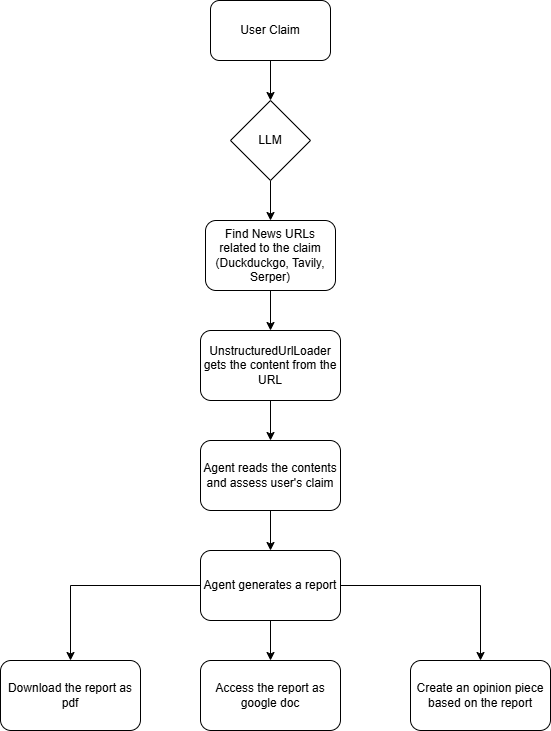 User Claim
LLM
Find News URLs
related to the claim
(Duckduckgo, Tavily,
Serper)
UnstructuredUrlLoader
gets the content from the
URL
Agent reads the contents
and assess user's claim
Agent generates a report
Download the report as
pdf
Access the report as
google doc
Create an opinion piece
based on the report